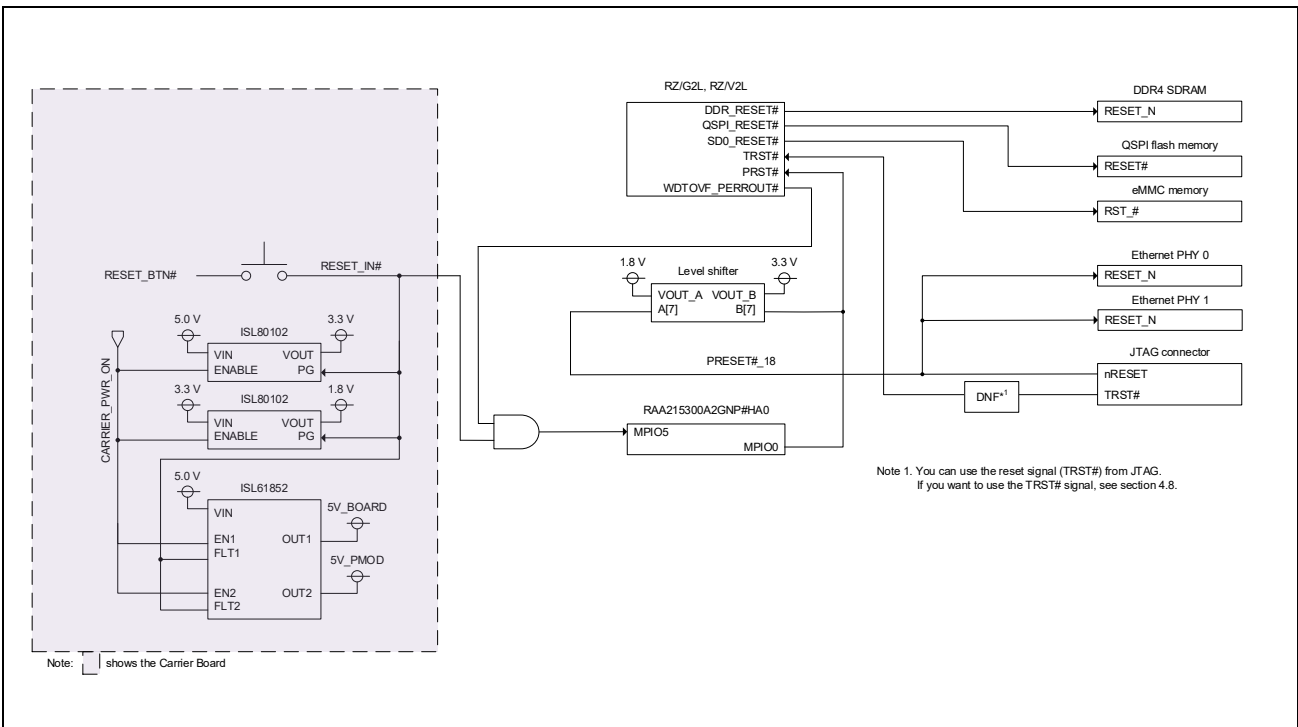 RZ/G2L, RZ/V2L
DDR_RESET#
QSPI_RESET#
SD0_RESET#
TRST#
PRST#
WDTOVF_PERROUT#
DDR4 SDRAM
RESET_N
QSPI flash memory
RESET#
eMMC memory
RST_#
Ethernet PHY 0
RESET_N
Ethernet PHY 1
RESET_N
JTAG connector
nRESET
TRST#
DNF*1
1.8 V
Level shifter
3.3 V
VOUT_A VOUT_B
A[7] B[7]
PRESET#_18
RAA215300A2GNP#HA0
MPIO5
MPIO0
RESET_BTN#
RESET_IN#
CARRIER_PWR_ON
5.0 V
ISL80102
3.3 V
VIN VOUT
ENABLE PG
3.3 V
ISL80102
1.8 V
VIN VOUT
ENABLE PG
5.0 V
ISL61852
VIN
5V_BOARD
EN1 OUT1
FLT1
5V_PMOD
EN2 OUT2
FLT2
Note 1. You can use the reset signal (TRST#) from JTAG.
If you want to use the TRST# signal, see section 4.8.
Note: shows the Carrier Board